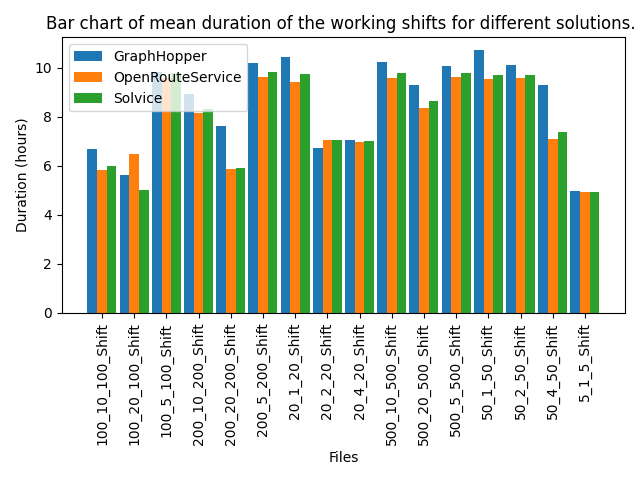 Bar chart of mean duration of the working shifts for different solutions.
GraphHopper
OpenRouteService
Solvice
Duration (hours)
10
8
6
4
2
0
100_10_100_Shift
100_20_100_Shift
100_5_100_Shift
200_10_200_Shift
200_20_200_Shift
200_5_200_Shift
20_1_20_Shift
20_2_20_Shift
20_4_20_Shift
500_10_500_Shift
500_20_500_Shift
500_5_500_Shift
50_1_50_Shift
50_2_50_Shift
50_4_50_Shift
5_1_5_Shift
Files